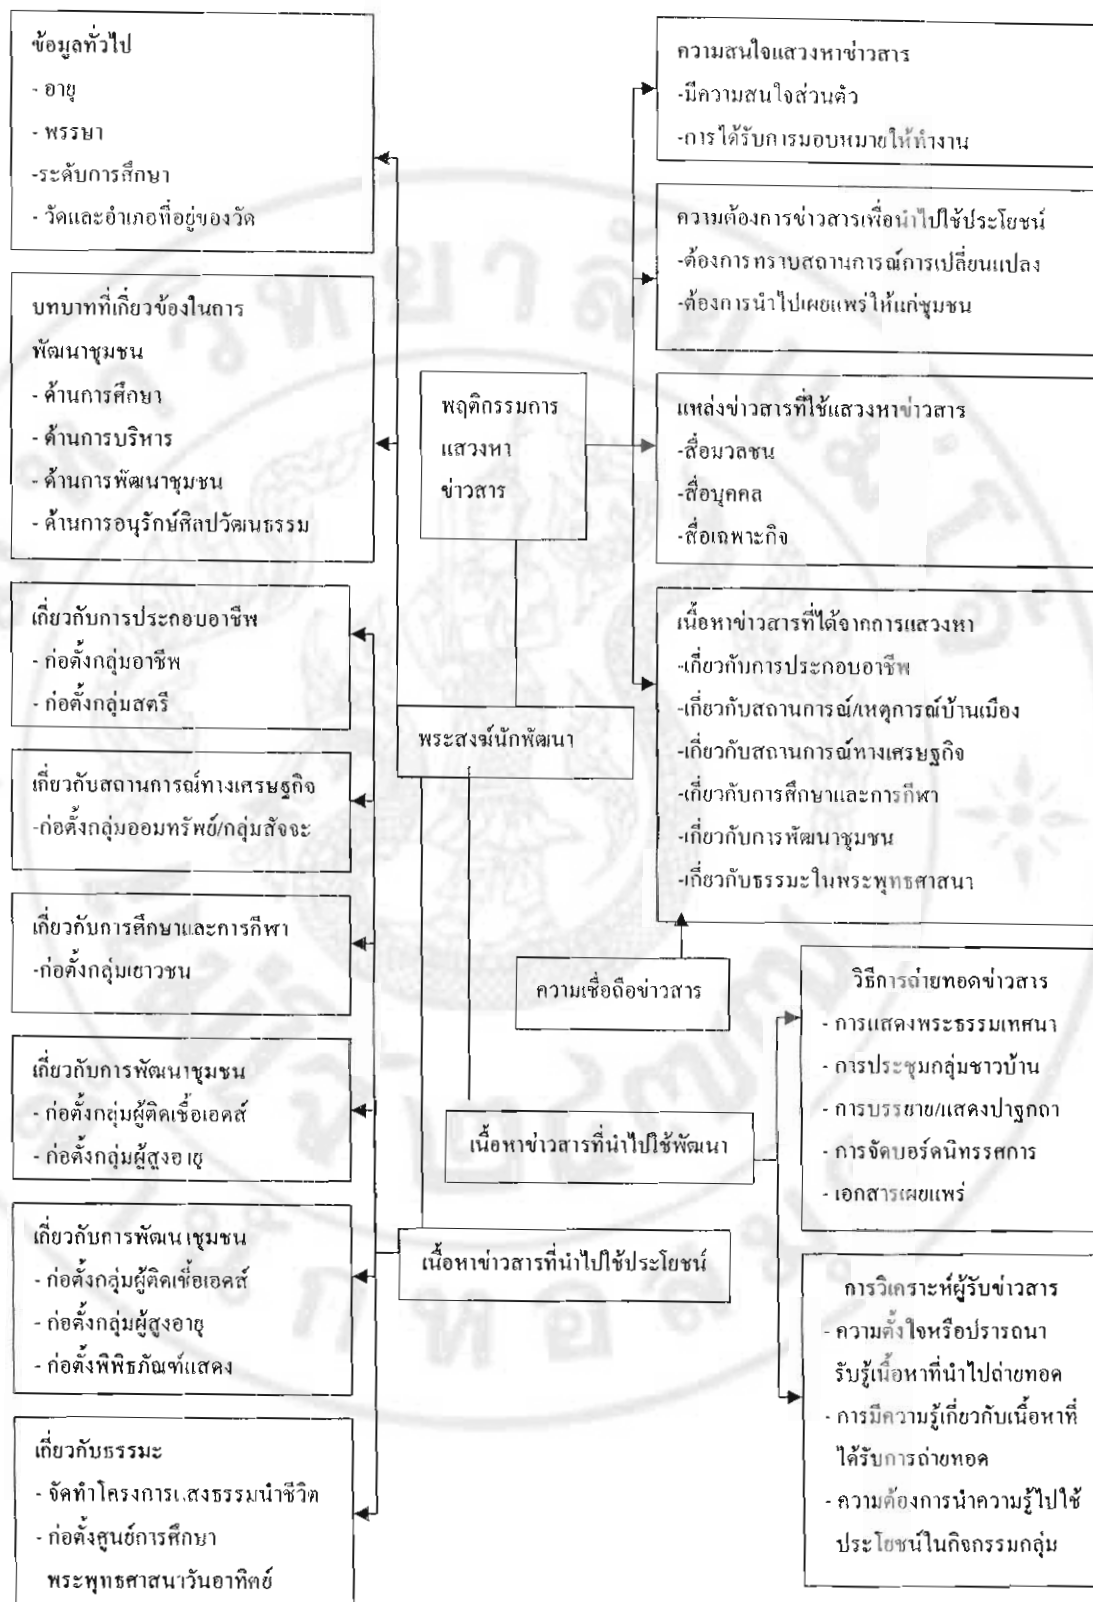 ข้อมูลทั่วไป
- อายุ
- พรรษา
-ระดับการศึกษา
- วัดและอำเภอที่อยู่ของวัด
บทบาทที่เกี่ยวข้องในการ
พัฒนาชุมชน
- ด้านการศึกษา
- ด้านการบริหาร
- ด้านการพัฒนาชุมชน
- ด้านการอนุรักษ์ศิลปวัฒนธรรม
เกี่ยวกับการประกอบอาชีพ
- ก่อตั้งกลุ่มอาชีพ
- ก่อตั้งกลุ่มสตรี
เกี่ยวกับสถานการณ์ทางเศรษฐกิจ
-ก่อตั้งกลุ่มออมทรัพย์/กลุ่มสัจจะ
เกี่ยวกับการศึกษาและการกีฬา
-ก่อตั้งกลุ่มเยาวชน
เกี่ยวกับการพัฒนาชุมชน
- ก่อตั้งกลุ่มผู้ติดเชื้อเอดส์
- ก่อตั้งกลุ่มผู้สูงอายุ
เกี่ยวกับการพัฒนาชุมชน
- ก่อตั้งกลุ่มผู้ติดเชื้อเอดส์
- ก่อตั้งกลุ่มผู้สูงอายุ
- ก่อตั้งพิพิธภัณฑ์แสดง
เกี่ยวกับธรรมะ
- จัดทำโครงการแสงธรรมนำชีวิต
- ก่อตั้งศูนย์การศึกษา
พระพุทธศาสนาวันอาทิตย์
พฤติกรรมการ
แสวงหา
ข่าวสาร
พระสงฆ์นักพัฒนา
ความเชื่อถือข่าวสาร
เนื้อหาข่าวสารที่นำไปใช้พัฒนา
เนื้อหาข่าวสารที่นำไปใช้ประโยชน์
ความสนใจแสวงหาข่าวสาร
-มีความสนใจส่วนตัว
-การได้รับการมอบหมายให้ทำงาน
ความต้องการข่าวสารเพื่อนำไปใช้ประโยชน์
-ต้องการทราบสถานการณ์การเปลี่ยนแปลง
-ต้องการนำไปเผยแพร่ให้แก่ชุมชน
แหล่งข่าวสารที่ใช้แสวงหาข่าวสาร
-สื่อมวลชน
-สื่อบุคคล
-สื่อเฉพาะกิจ
เนื้อหาข่าวสารที่ได้จากการแสวงหา
-เกี่ยวกับการประกอบอาชีพ
-เกี่ยวกับสถานการณ์/เหตุการณ์บ้านเมือง
-เกี่ยวกับสถานการณ์ทางเศรษฐกิจ
-เกี่ยวกับการศึกษาและการกีฬา
-เกี่ยวกับการพัฒนาชุมชน
-เกี่ยวกับธรรมะในพระพุทธศาสนา
วิธีการถ่ายทอดข่าวสาร
- การแสดงพระธรรมเทศนา
- การประชุมกลุ่มชาวบ้าน
- การบรรยาย/แสดงปาฐกถา
- การจัดบอร์ดนิทรรศการ
- เอกสารเผยแพร่
การวิเคราะห์ผู้รับข่าวสาร
- ความตั้งใจหรือปรารถนา
รับรู้เนื้อหาที่นำไปถ่ายทอด
- การมีความรู้เกี่ยวกับเนื้อหาที่
ได้รับการถ่ายทอด
- ความต้องการนำความรู้ไปใช้
ประโยชน์ในกิจกรรมกลุ่ม